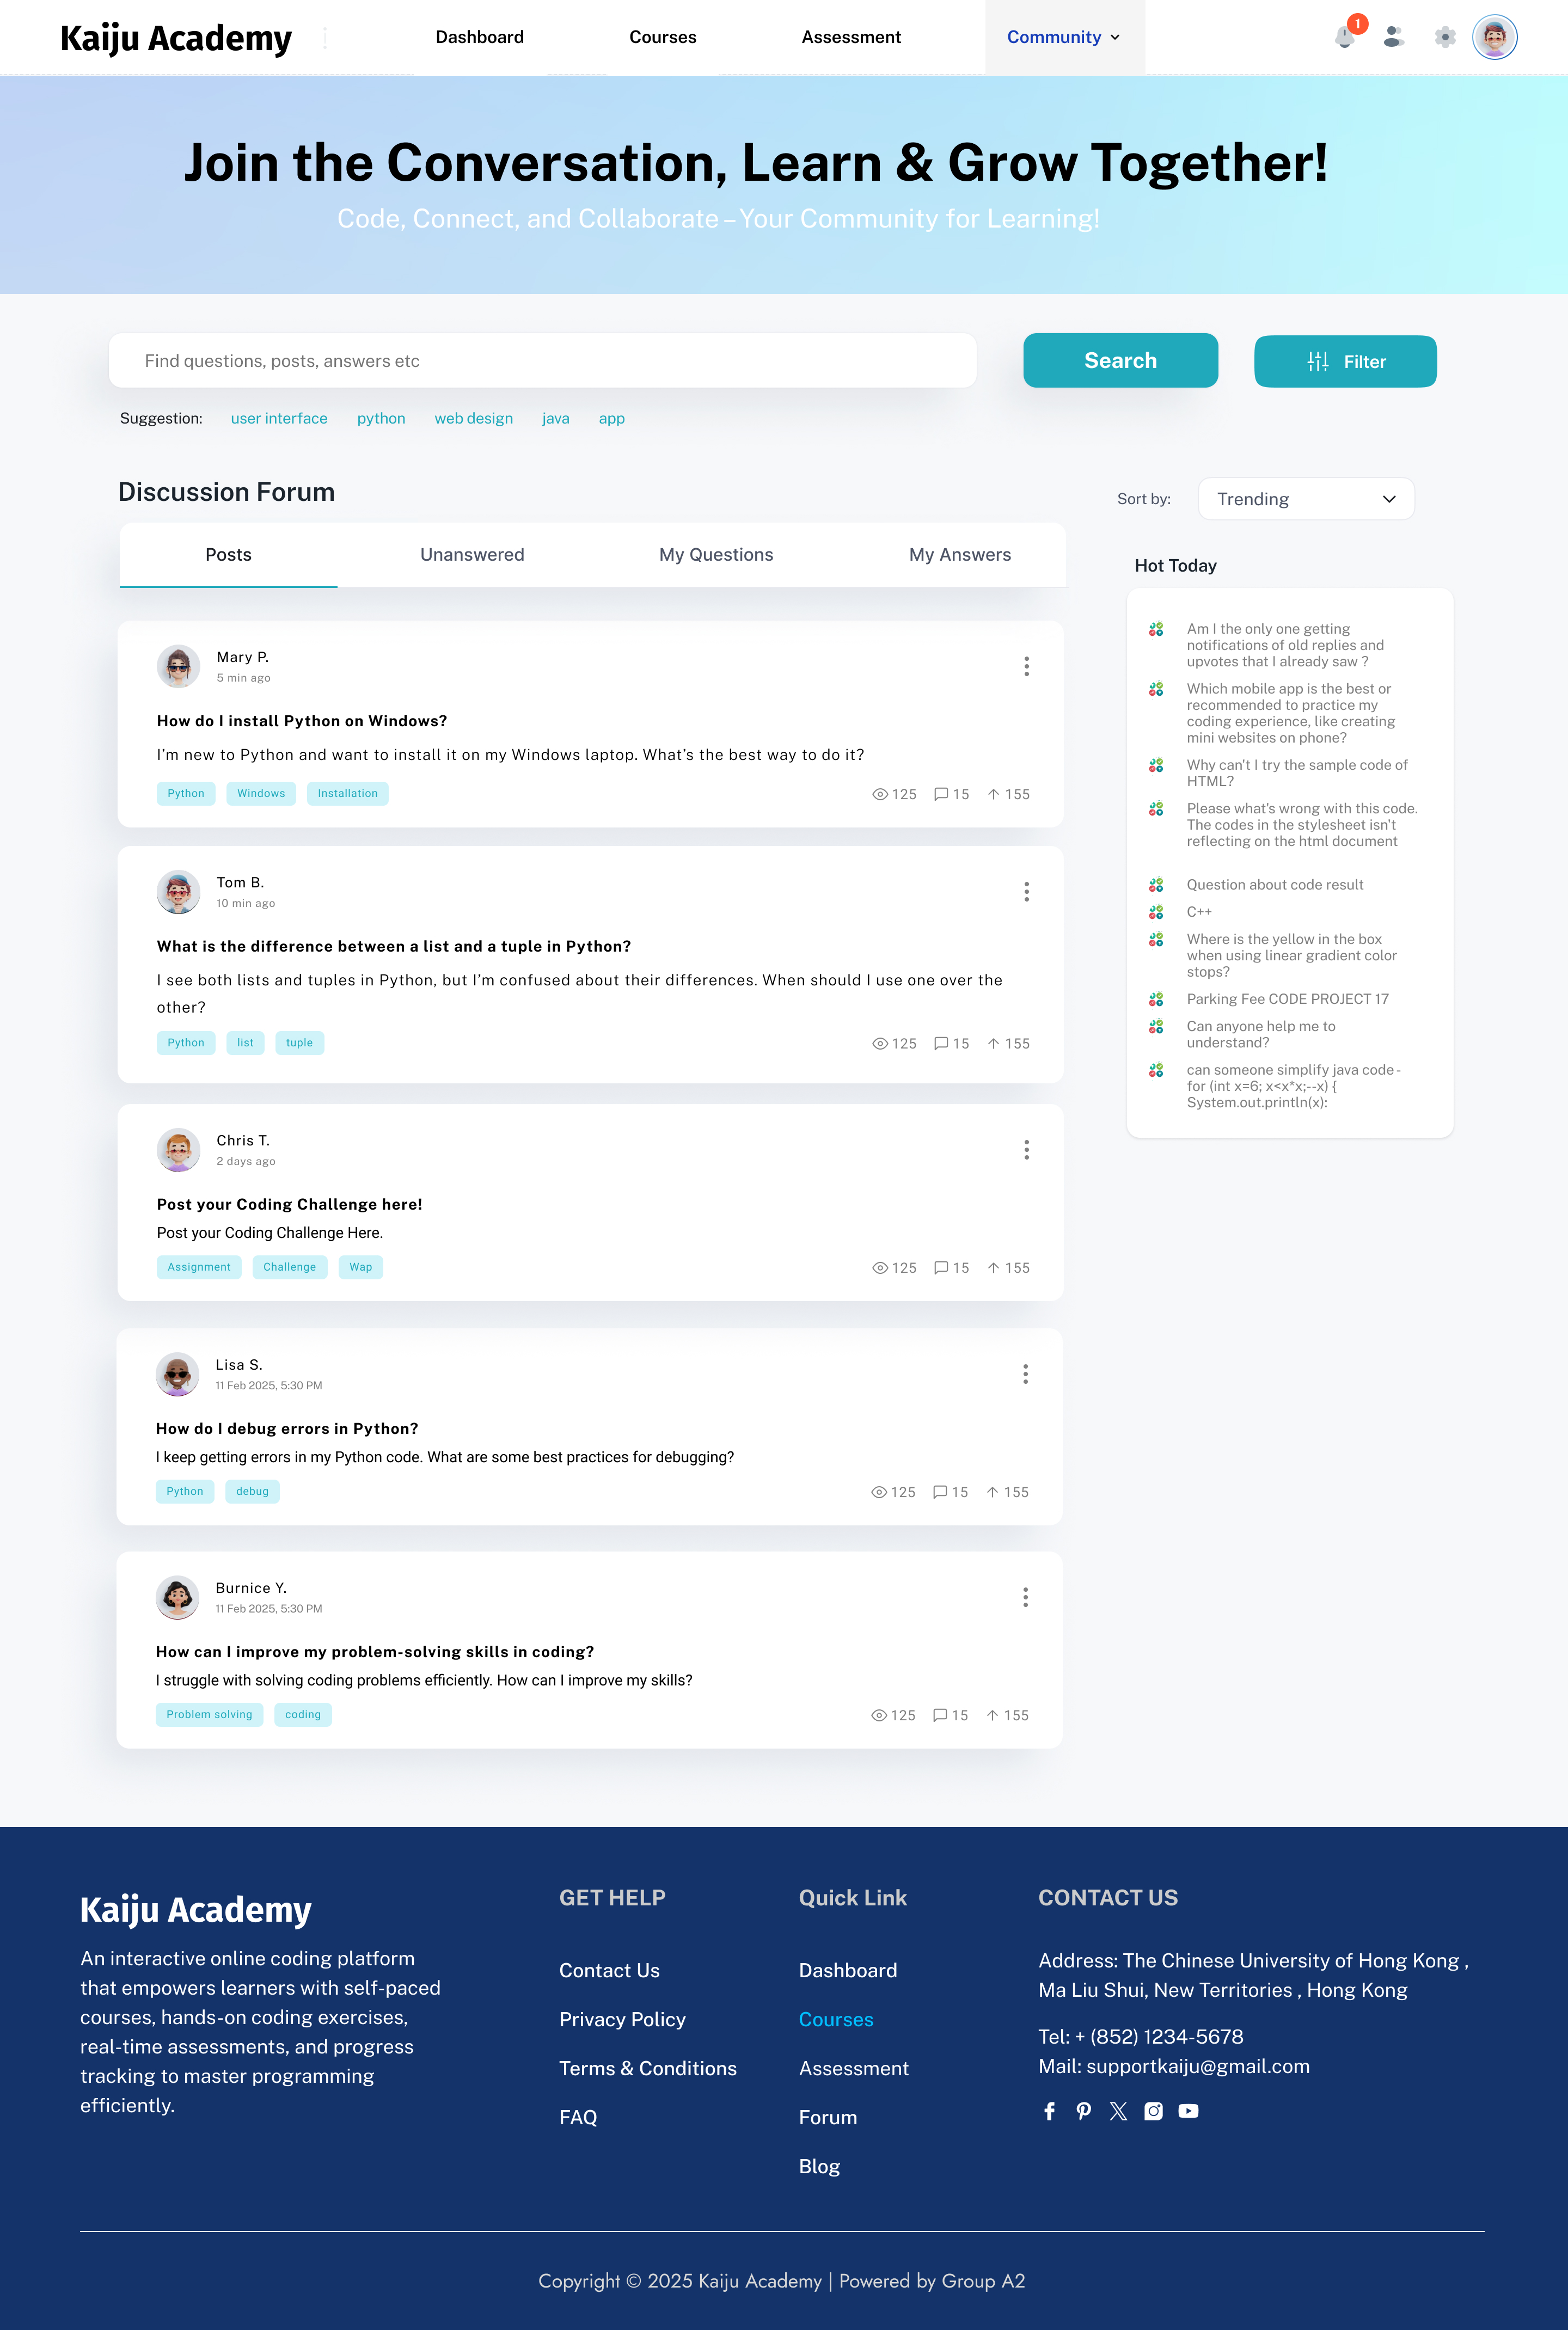 Kaiju Academy
Dashboard
Courses
Assessment
Community
1
Join the Conversation, Learn & Grow Together!
Code, Connect, and Collaborate – Your Community for Learning!
Find questions, posts, answers etc
Search
Filter
Suggestion:
user interface
python
web design
java
app
Discussion Forum
Sort by:
Trending
Posts
Unanswered
My Questions
My Answers
Mary P.
5 min ago
How do I install Python on Windows?
I'm new to Python and want to install it on my Windows laptop. What's the best way to do it?
Python
Windows
Installation
125
15
155
Tom B.
10 min ago
What is the difference between a list and a tuple in Python?
I see both lists and tuples in Python, but I'm confused about their differences. When should I use one over the
other?
Python
list
tuple
125
15
155
Chris T.
2 days ago
Post your Coding Challenge here!
Post your Coding Challenge Here.
Assignment
Challenge
Wap
125
15
155
Lisa S.
11 Feb 2025, 5:30 PM
How do I debug errors in Python?
I keep getting errors in my Python code. What are some best practices for debugging?
Python
debug
125
15
155
Burnice Y.
11 Feb 2025, 5:30 PM
How can I improve my problem-solving skills in coding?
I struggle with solving coding problems efficiently. How can I improve my skills?
Problem solving
coding
125
15
155
Hot Today
Am I the only one getting
notifications of old replies and
upvotes that I already saw ?
Which mobile app is the best or
recommended to practice my
coding experience, like creating
mini websites on phone?
Why can't I try the sample code of
HTML?
Please what's wrong with this code.
The codes in the stylesheet isn't
reflecting on the html document
Question about code result
C++
Where is the yellow in the box
when using linear gradient color
stops?
Parking Fee CODE PROJECT 17
Can anyone help me to
understand?
can someone simplify java code -
for (int x=6; x<x*x;--x) {
System.out.println(x):
Kaiju Academy
An interactive online coding platform
that empowers learners with self-paced
courses, hands-on coding exercises,
real-time assessments, and progress
tracking to master programming
efficiently.
GET HELP
Contact Us
Privacy Policy
Terms & Conditions
FAQ
Quick Link
Dashboard
Courses
Assessment
Forum
Blog
CONTACT US
Address: The Chinese University of Hong Kong ,
Ma Liu Shui, New Territories , Hong Kong
Tel: + (852) 1234-5678
Mail: supportkaiju@gmail.com
Copyright © 2025 Kaiju Academy | Powered by Group A2